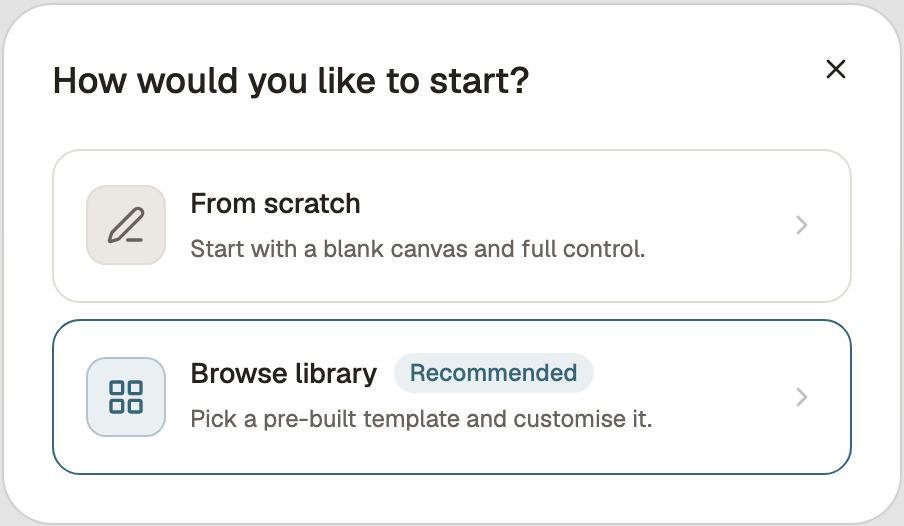 How would you like to start?
From scratch
Start with a blank canvas and full control.
Browse library Recommended
Pick a pre-built template and customise it.